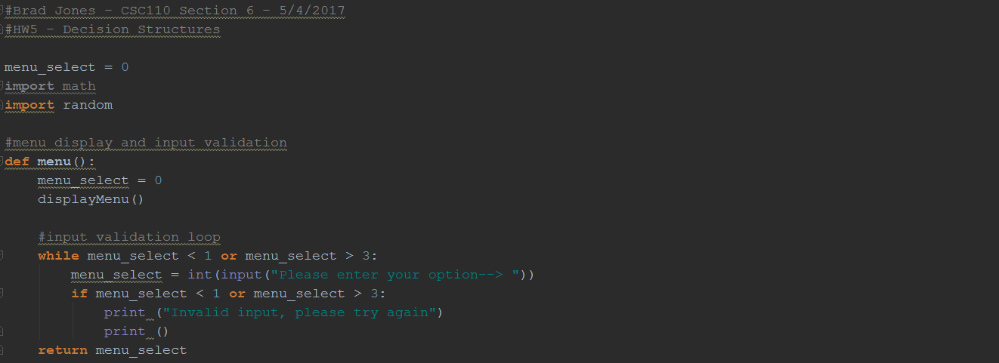 #Brad Jones - CSC110 Section 6 - 5/4/2017
#HW5 - Decision Structures

menu_select = 0
import math
import random

#menu display and input validation
def menu():
    menu_select = 0
    displayMenu()

    #input validation loop
    while menu_select < 1 or menu_select > 3:
        menu_select = int(input("Please enter your option--> "))
        if menu_select < 1 or menu_select > 3:
            print ("Invalid input, please try again")
            print ()
    return menu_select